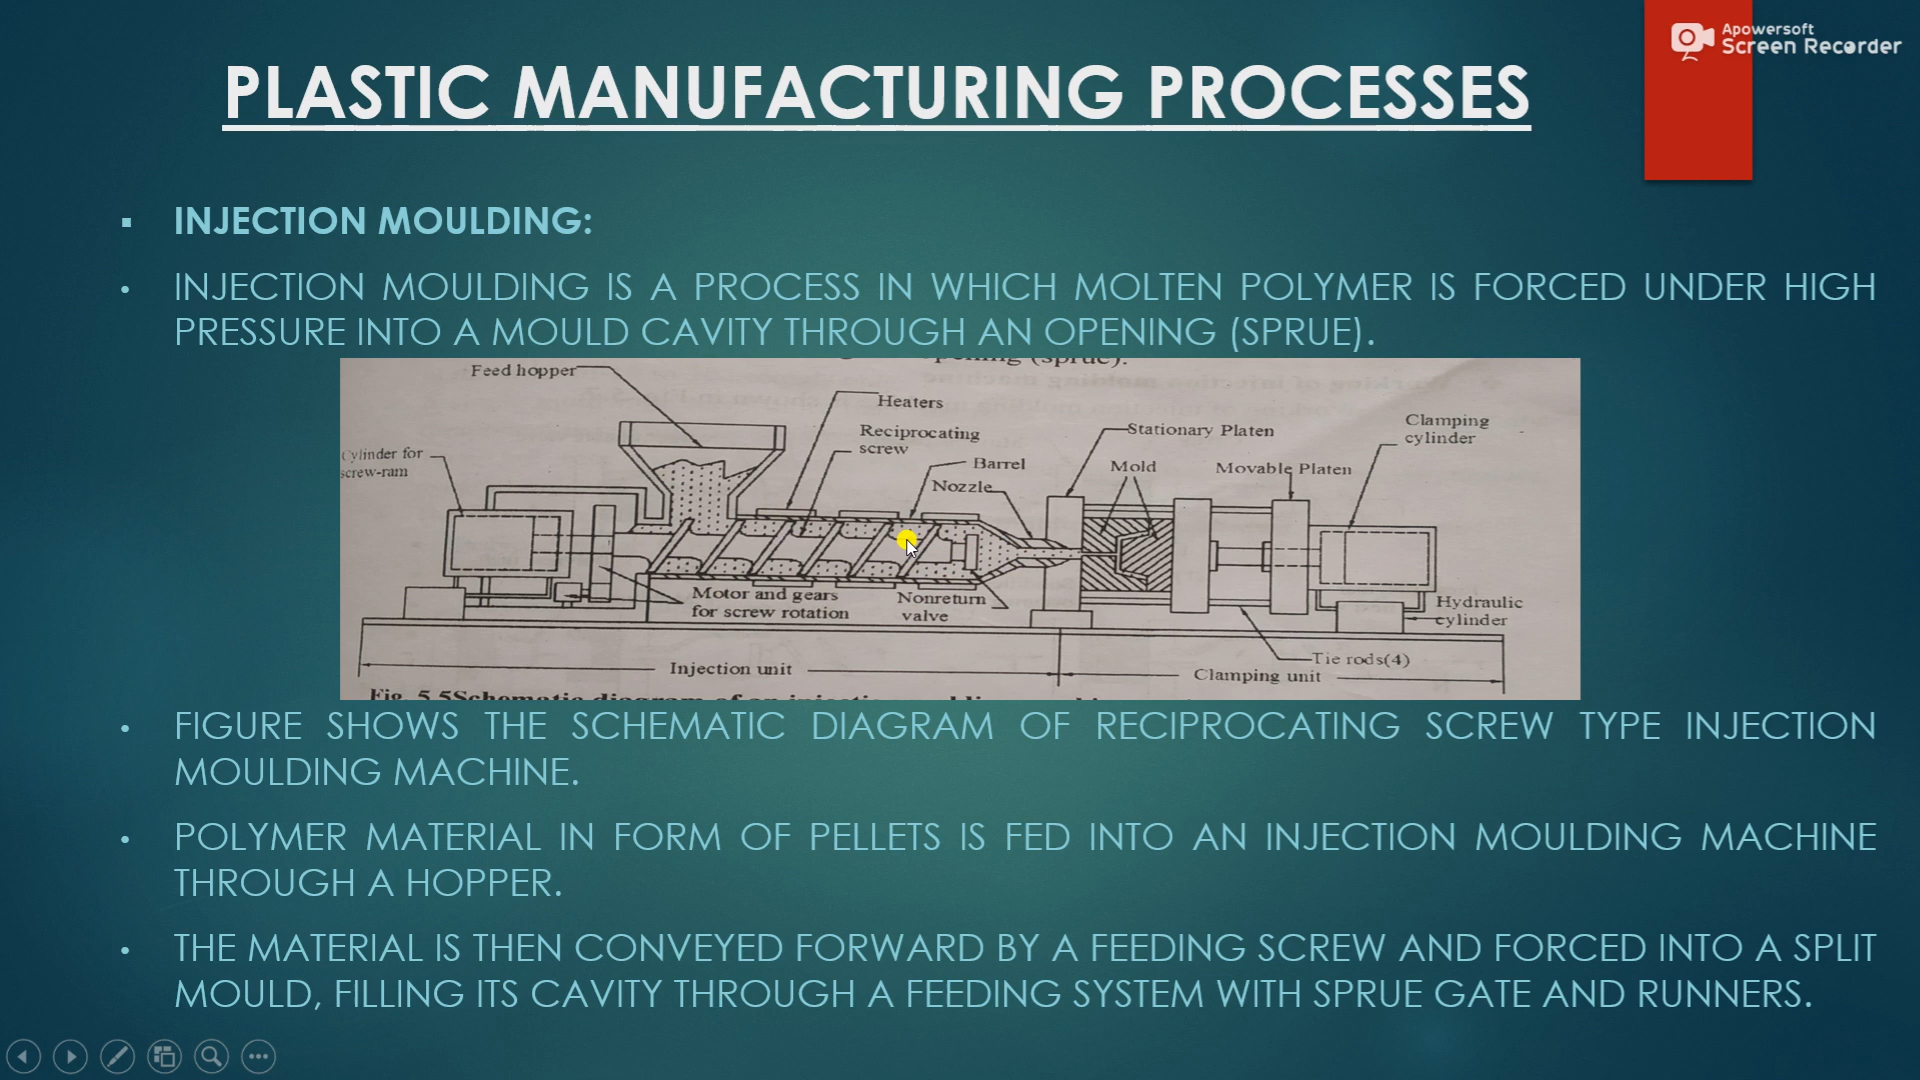 Apowersoft
Screen Recorder
PLASTIC MANUFACTURING PROCESSES
INJECTION MOULDING:
INJECTION MOULDING IS A PROCESS IN WHICH MOLTEN POLYMER IS FORCED UNDER HIGH
PRESSURE INTO A MOULD CAVITY THROUGH AN OPENING (SPRUE).
opening (sprue).
Feed hopper
Heaters
Reciprocating
screw
Barrel
Nozzle
Stationary Platen
Mold
Movable Platen
Clamping
cylinder
Cylinder for
screw-ram
Motor and gears
for screw rotation
Nonreturn
valve
Hydraulic
cylinder
Tie rods(4)
Injection unit
Clamping unit
FIGURE SHOWS THE SCHEMATIC DIAGRAM OF RECIPROCATING SCREW TYPE INJECTION
MOULDING MACHINE.
POLYMER MATERIAL IN FORM OF PELLETS IS FED INTO AN INJECTION MOULDING MACHINE
THROUGH A HOPPER.
THE MATERIAL IS THEN CONVEYED FORWARD BY A FEEDING SCREW AND FORCED INTO A SPLIT
MOULD, FILLING ITS CAVITY THROUGH A FEEDING SYSTEM WITH SPRUE GATE AND RUNNERS.